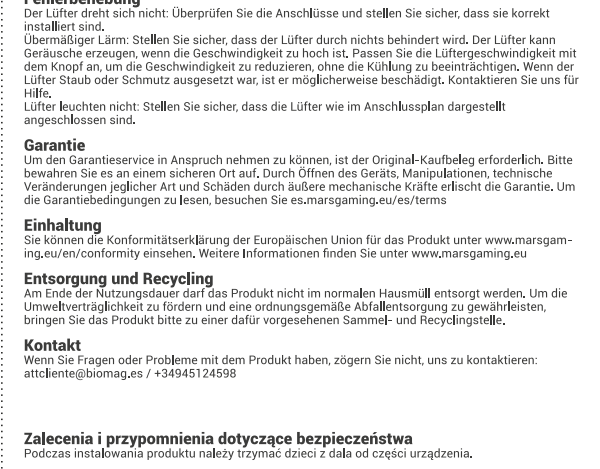 Fehlerbehebung
Der Lüfter dreht sich nicht: Überprüfen Sie die Anschlüsse und stellen Sie sicher, dass sie korrekt
installiert sind.
Übermäßiger Lärm: Stellen Sie sicher, dass der Lüfter durch nichts behindert wird. Der Lüfter kann
Geräusche erzeugen, wenn die Geschwindigkeit zu hoch ist. Passen Sie die Lüftergeschwindigkeit mit
dem Knopf an, um die Geschwindigkeit zu reduzieren, ohne die Kühlung zu beeinträchtigen. Wenn der
Lüfter Staub oder Schmutz ausgesetzt war, ist er möglicherweise beschädigt. Kontaktieren Sie uns für
Hilfe.
Lüfter leuchten nicht: Stellen Sie sicher, dass die Lüfter wie im Anschlussplan dargestellt
angeschlossen sind.
Garantie
Um den Garantieservice in Anspruch nehmen zu können, ist der Original-Kaufbeleg erforderlich. Bitte
bewahren Sie es an einem sicheren Ort auf. Durch Öffnen des Geräts, Manipulationen, technische
Veränderungen jeglicher Art und Schäden durch äußere mechanische Kräfte erlischt die Garantie. Um
die Garantiebedingungen zu lesen, besuchen Sie es.marsgaming.eu/es/terms
Einhaltung
Sie können die Konformitätserklärung der Europäischen Union für das Produkt unter www.marsgam-
ing.eu/en/conformity einsehen. Weitere Informationen finden Sie unter www.marsgaming.eu
Entsorgung und Recycling
Am Ende der Nutzungsdauer darf das Produkt nicht im normalen Hausmüll entsorgt werden. Um die
Umweltverträglichkeit zu fördern und eine ordnungsgemäße Abfallentsorgung zu gewährleisten,
bringen Sie das Produkt bitte zu einer dafür vorgesehenen Sammel- und Recyclingstelle.
Kontakt
Wenn Sie Fragen oder Probleme mit dem Produkt haben, zögern Sie nicht, uns zu kontaktieren:
attcliente@biomag.es / +34945124598
Zalecenia i przypomnienia dotyczące bezpieczeństwa
Podczas instalowania produktu należy trzymać dzieci z dala od części urządzenia.